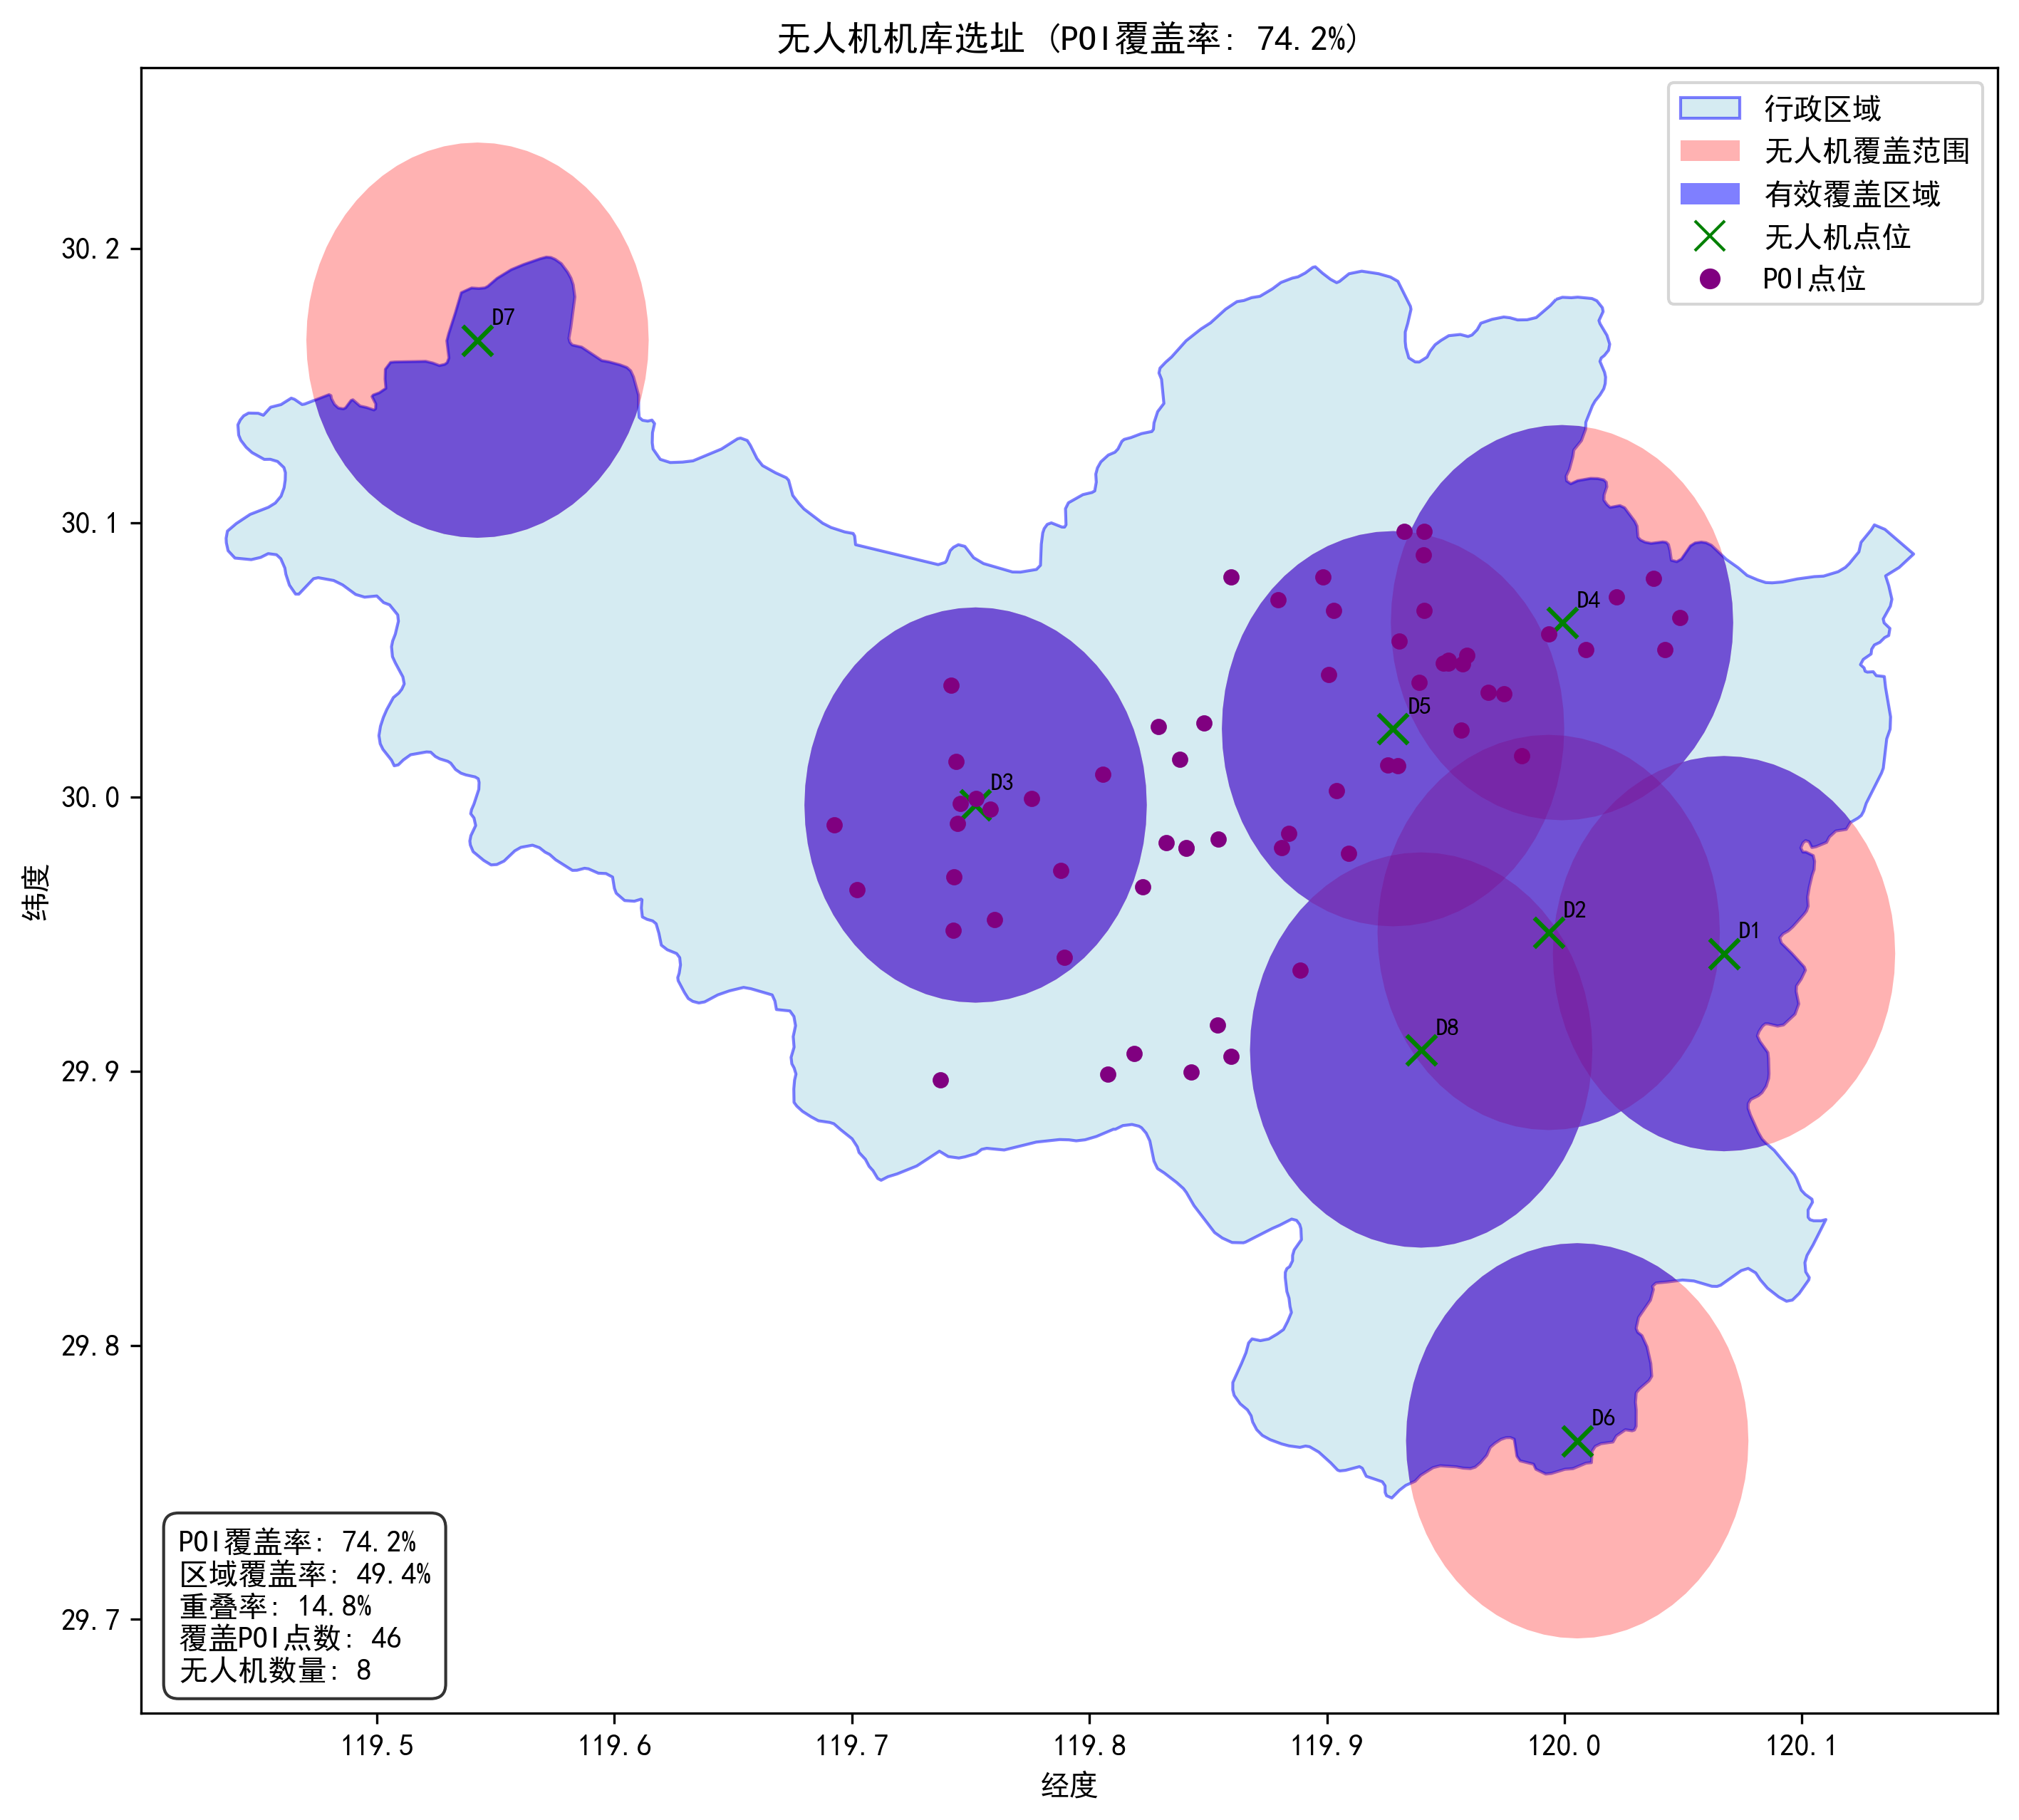 无人机机库选址 (POI覆盖率: 74.2%)
行政区域
无人机覆盖范围
有效覆盖区域
无人机点位
POI点位
纬度
30.2
30.1
30.0
29.9
29.8
29.7
D7
D4
D5
D3
D2
D1
D8
D6
POI覆盖率: 74.2%
区域覆盖率: 49.4%
重叠率: 14.8%
覆盖POI点数: 46
无人机数量: 8
119.5
119.6
119.7
119.8
119.9
120.0
120.1
经度